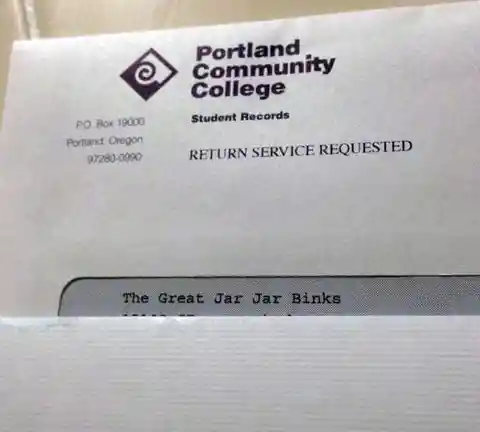 Portland
Community
College
Student Records
P.O. Box 19000
Portland, Oregon
97280-0990
RETURN SERVICE REQUESTED
The Great Jar Jar Binks